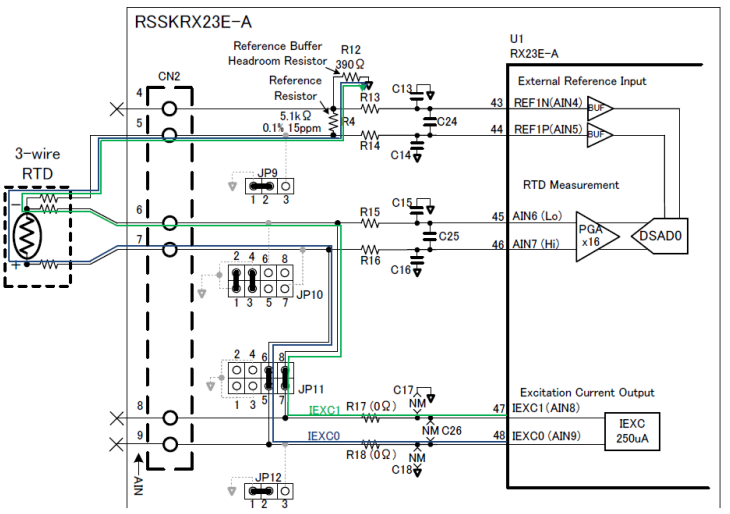 RSSKRX23E-A
U1
RX23E-A
Reference Buffer
Headroom Resistor
R12
390Ω
CN2
External Reference Input
Reference
Resistor
R13
C13
4
43
REF1N(AIN4)
BUF
5.1kΩ
0.1% 15ppm
R4
C24
5
44
REF1P(AIN5)
BUF
R14
C14
3-wire
RTD
JP9
1 2 3
RTD Measurement
C15
R15
6
45
AIN6 (Lo)
−
C25
PGA
x16
DSAD0
7
46
AIN7 (Hi)
R16
C16
+
2 4 6 8
JP10
1 3 5 7
2 4 6 8
JP11
1 3 5 7
Excitation Current Output
C17
NM
8
IEXC1
R17 (0Ω)
47
IEXC1 (AIN8)
NM C26
IEXC
250uA
9
IEXC0
48
IEXC0 (AIN9)
R18 (0Ω)
NM
C18
AIN
JP12
1 2 3